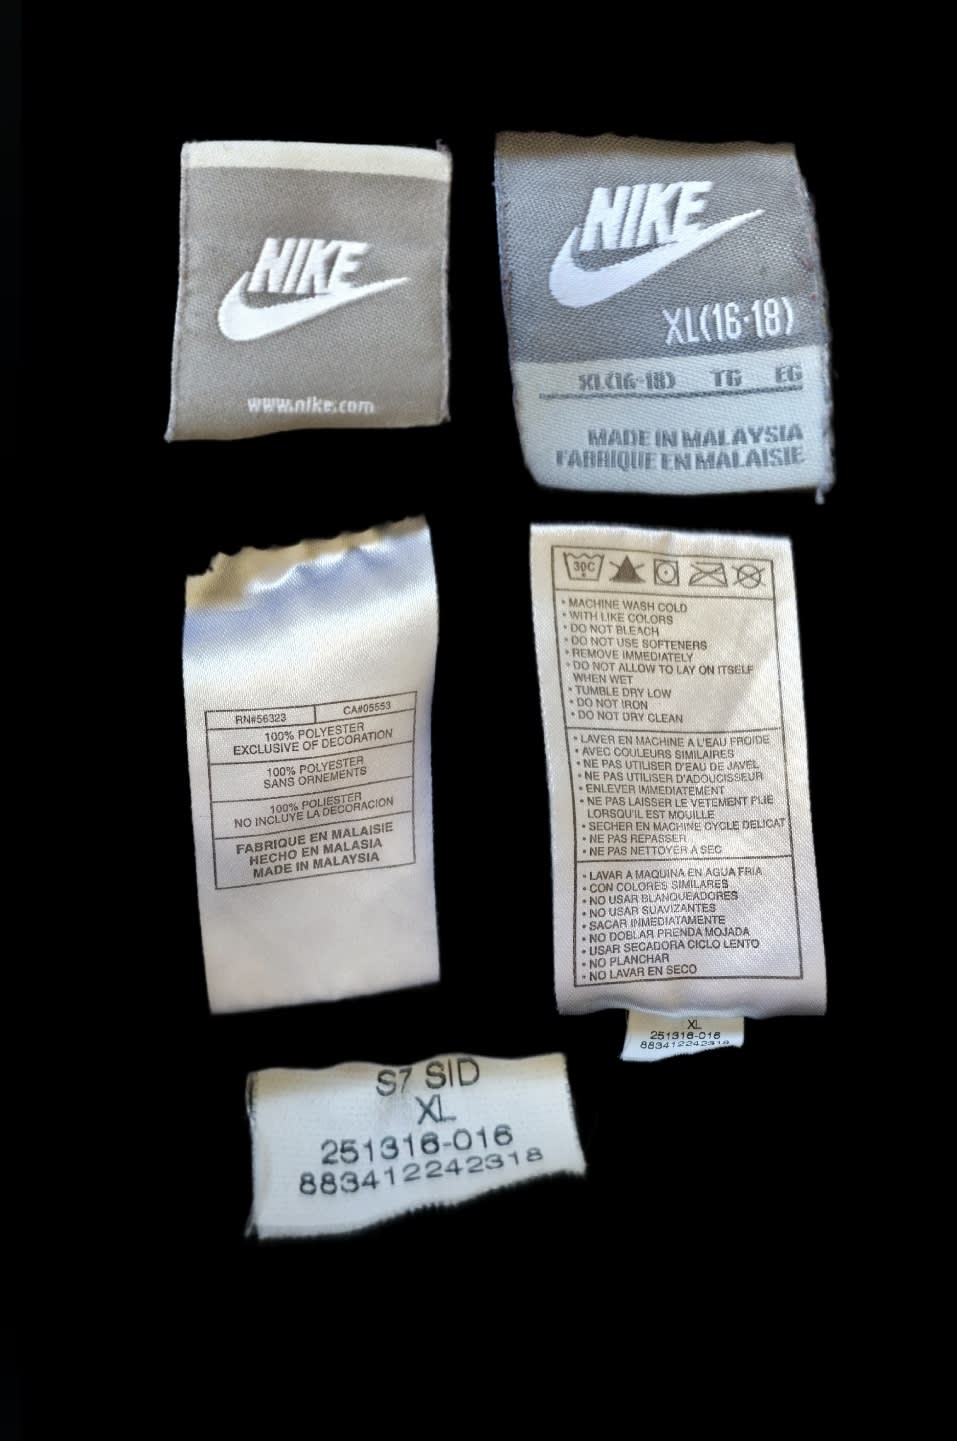 NIKE
www.nike.com
NIKE
XL(16-18)
XL(16-18) TG EG
MADE IN MALAYSIA
FABRIQUE EN MALAISIE
RN#56323 CA#05553
100% POLYESTER
EXCLUSIVE OF DECORATION
100% POLYESTER
SANS ORNEMENTS
100% POLIESTER
NO INCLUYE LA DECORACION
FABRIQUE EN MALAISIE
HECHO EN MALASIA
MADE IN MALAYSIA
30C
• MACHINE WASH COLD
• WITH LIKE COLORS
• DO NOT BLEACH
• DO NOT USE SOFTENERS
• REMOVE IMMEDIATELY
• DO NOT ALLOW TO LAY ON ITSELF
WHEN WET
• TUMBLE DRY LOW
• DO NOT IRON
• DO NOT DRY CLEAN
• LAVER EN MACHINE A L'EAU FROIDE
• AVEC COULEURS SIMILAIRES
• NE PAS UTILISER D'EAU DE JAVEL
• NE PAS UTILISER D'ADOUCISSEUR
• ENLEVER IMMEDIATEMENT
• NE PAS LAISSER LE VETEMENT PLIE
LORSQU'IL EST MOUILLE
• SECHER EN MACHINE CYCLE DELICAT
• NE PAS REPASSER
• NE PAS NETTOYER A SEC
• LAVAR A MAQUINA EN AGUA FRIA
• CON COLORES SIMILARES
• NO USAR BLANQUEADORES
• NO USAR SUAVIZANTES
• SACAR INMEDIATAMENTE
• NO DOBLAR PRENDA MOJADA
• USAR SECADORA CICLO LENTO
• NO PLANCHAR
• NO LAVAR EN SECO
XL
251316-016
883412242318
S7 SID
XL
251316-016
883412242318